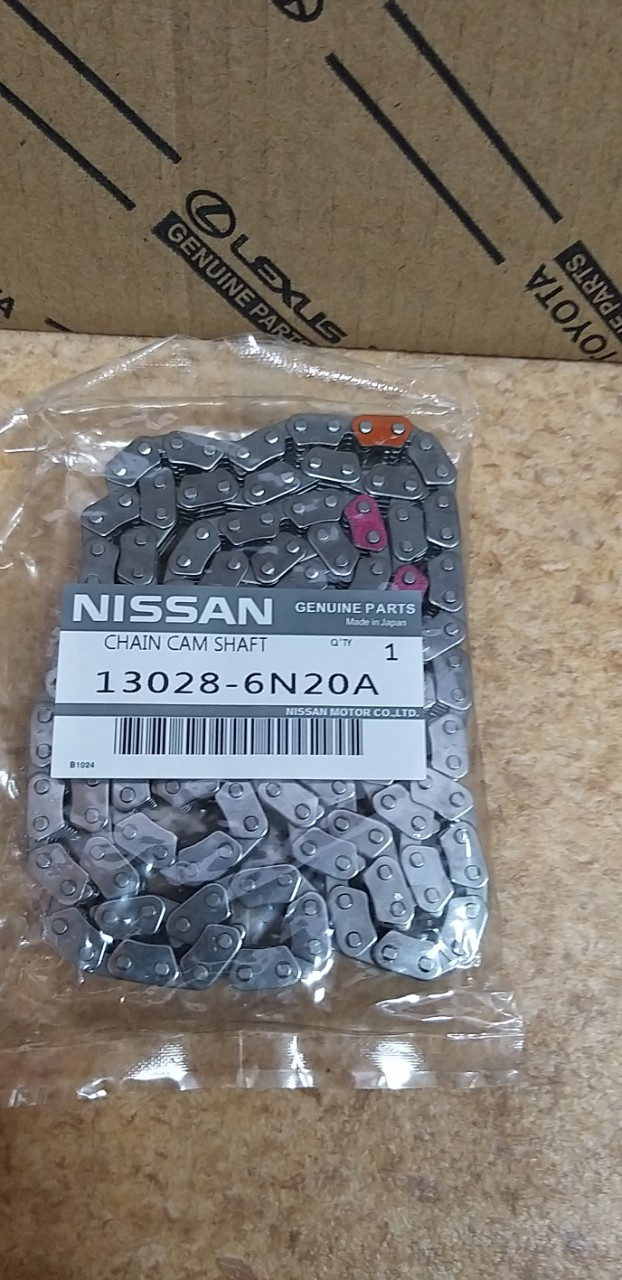 LEXUS
GENUINE PARTS
TOYOTA
NISSAN
GENUINE PARTS
Made in Japan
CHAIN CAM SHAFT
Q'TY
1
13028-6N20A
NISSAN MOTOR CO.,LTD.
B1024